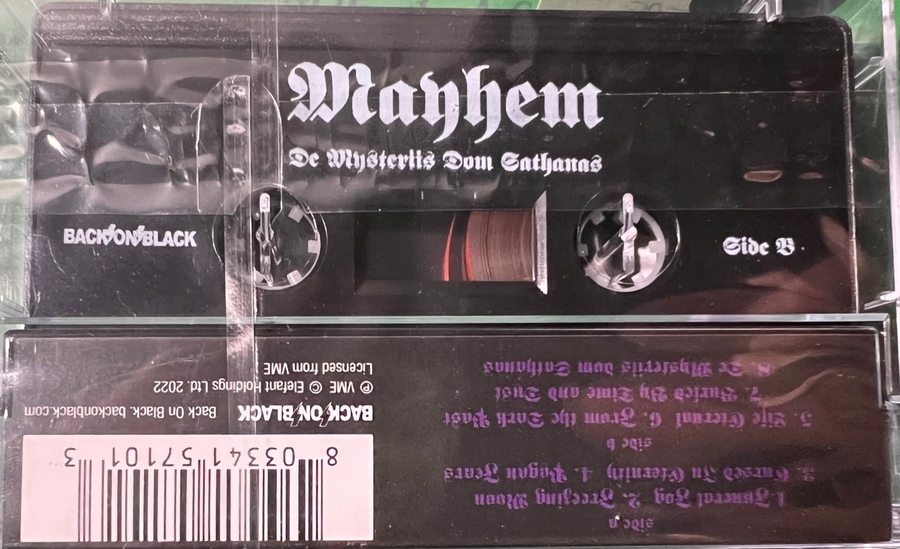 Mayhem
De Mysteriis Dom Sathanas
BACK ON BLACK
Side B
side a
1.Funeral Fog 2. Freezing Moon
3. Cursed In Eternity 4. Pagan Fears
side b
5. Life Eternal 6. From the Dark Past
7. Buried By Time and Dust
8. De Mysteriis dom Sathanas
8 03341 57101 3
BACK ON BLACK
Back On Black. backonblack.com
℗ VME © Elefant Holdings Ltd. 2022
Licensed from VME